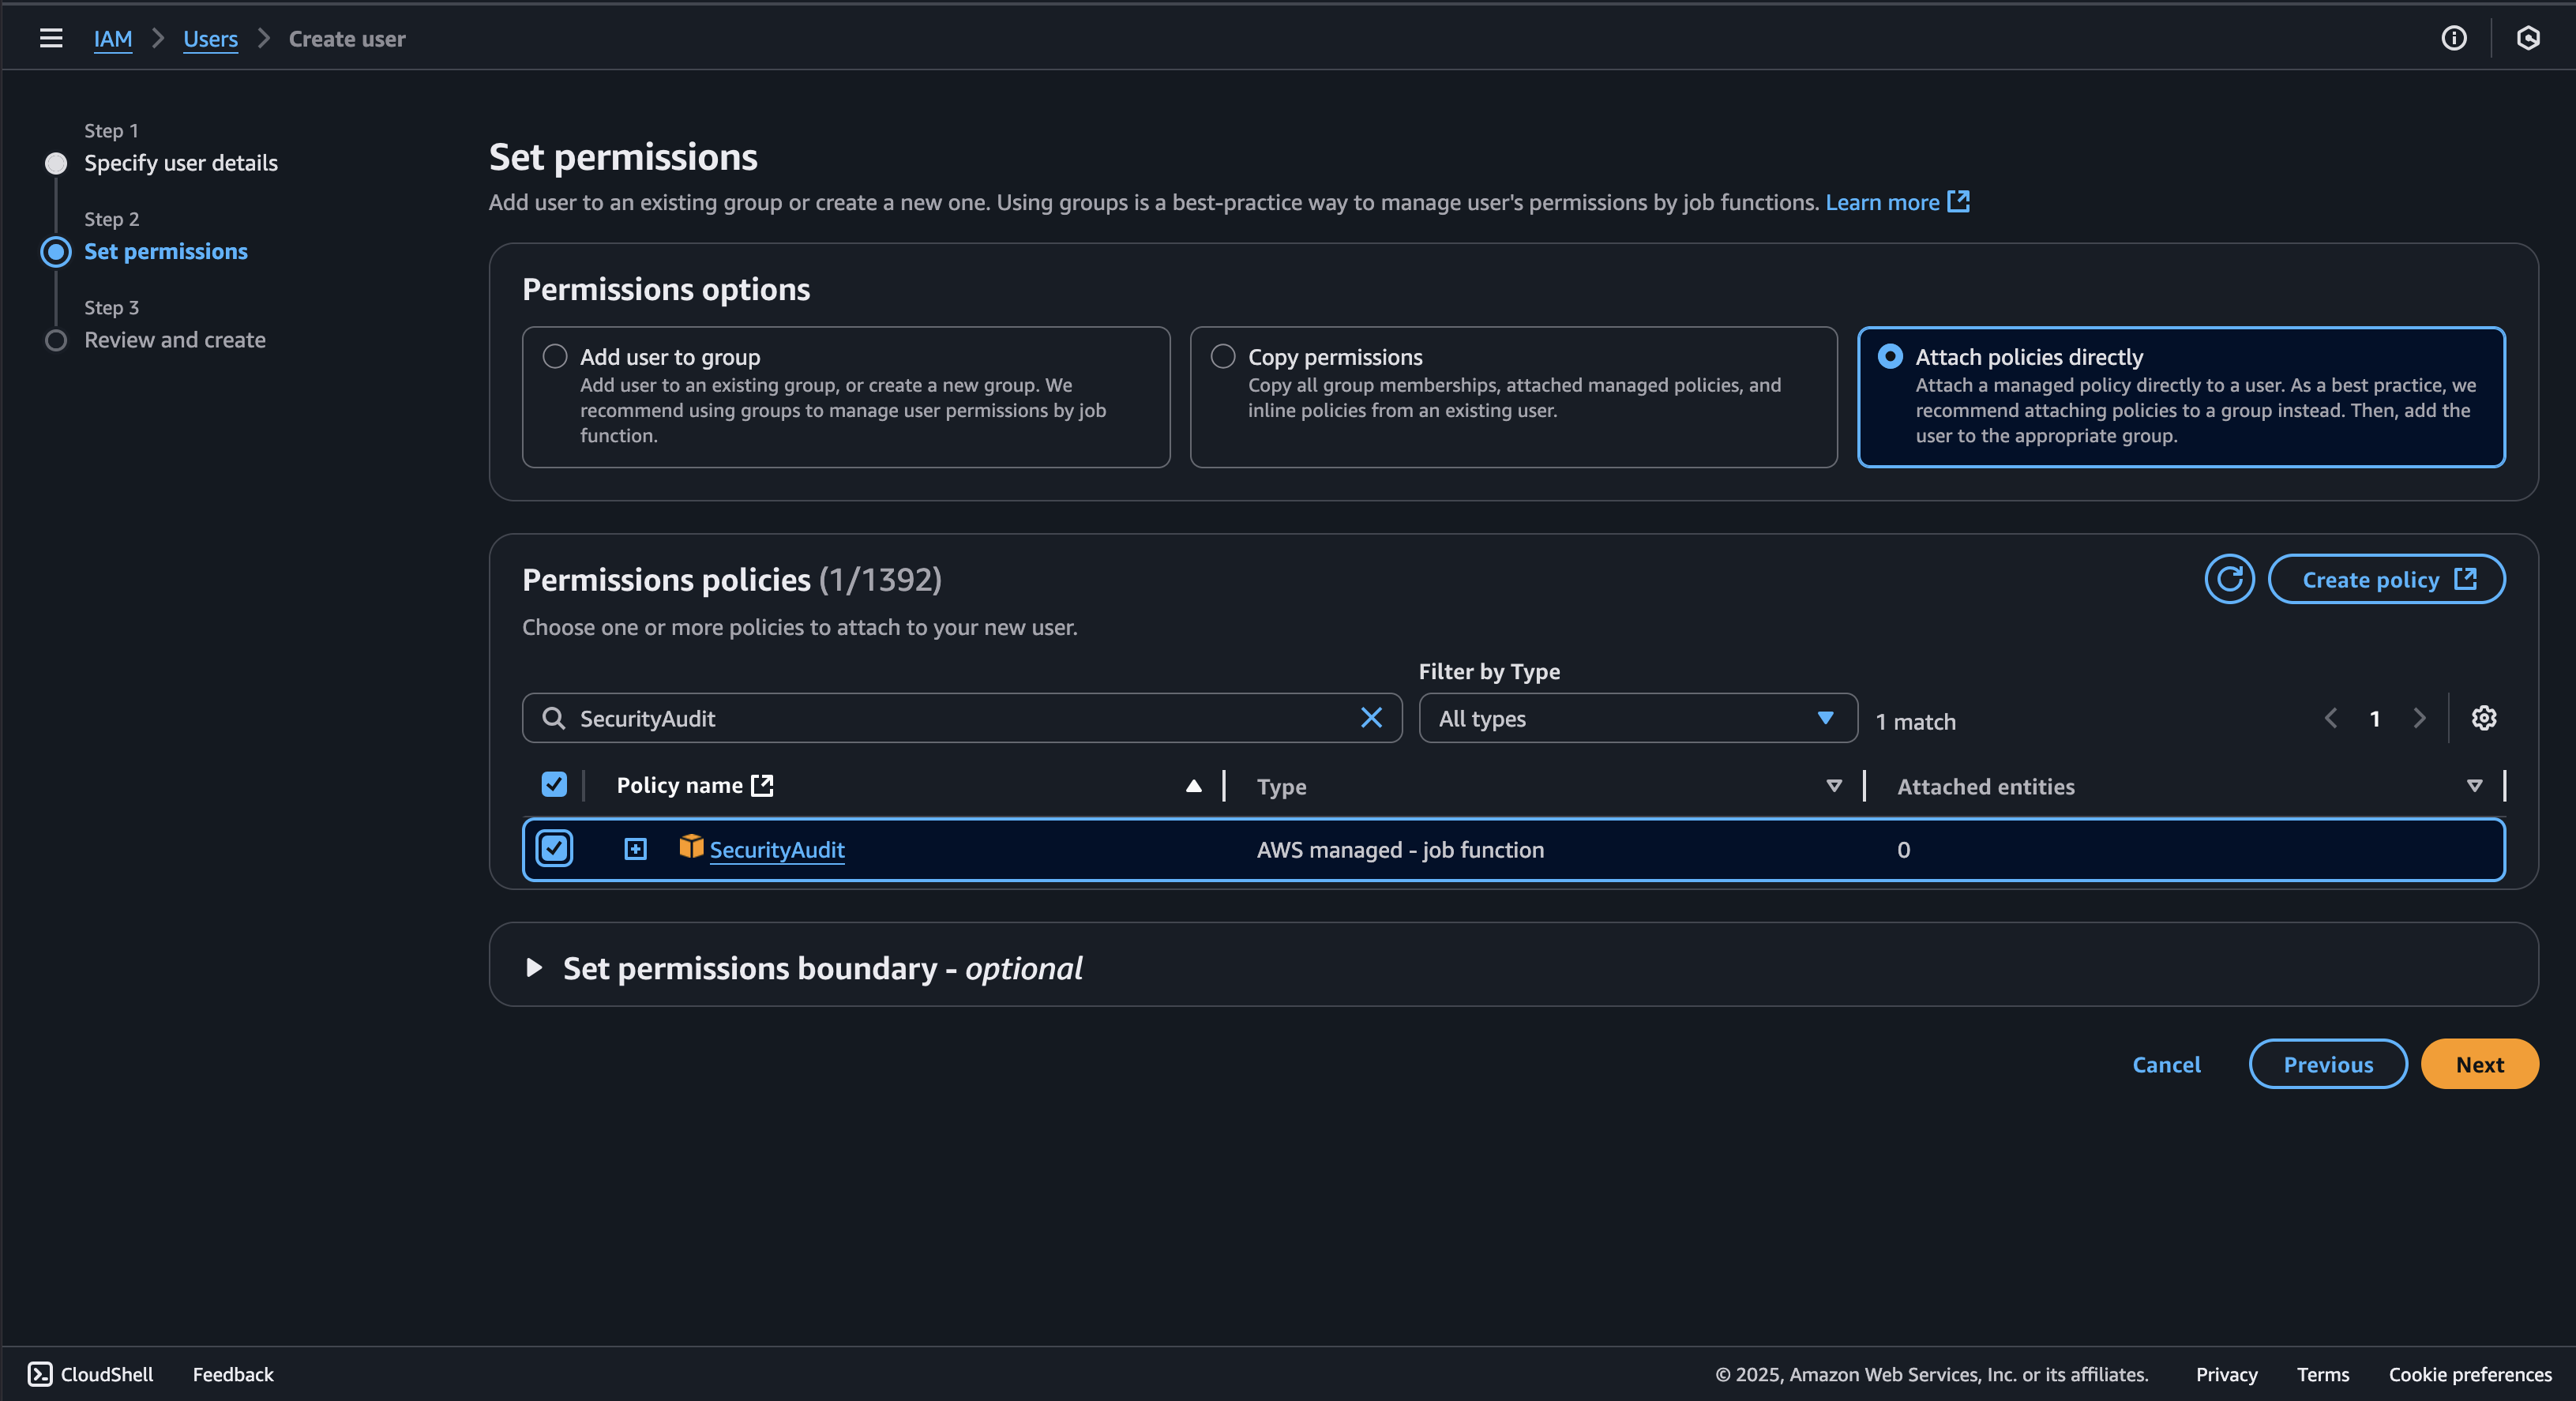 IAM > Users > Create user
Step 1
Specify user details
Step 2
Set permissions
Step 3
Review and create
Set permissions
Add user to an existing group or create a new one. Using groups is a best-practice way to manage user's permissions by job functions. Learn more
Permissions options
Add user to group
Add user to an existing group, or create a new group. We
recommend using groups to manage user permissions by job
function.
Copy permissions
Copy all group memberships, attached managed policies, and
inline policies from an existing user.
Attach policies directly
Attach a managed policy directly to a user. As a best practice, we
recommend attaching policies to a group instead. Then, add the
user to the appropriate group.
Permissions policies (1/1392)
Create policy
Choose one or more policies to attach to your new user.
Filter by Type
SecurityAudit
All types
1 match
1
Policy name
Type
Attached entities
SecurityAudit
AWS managed - job function
0
Set permissions boundary - optional
Cancel
Previous
Next
CloudShell
Feedback
© 2025, Amazon Web Services, Inc. or its affiliates.
Privacy
Terms
Cookie preferences